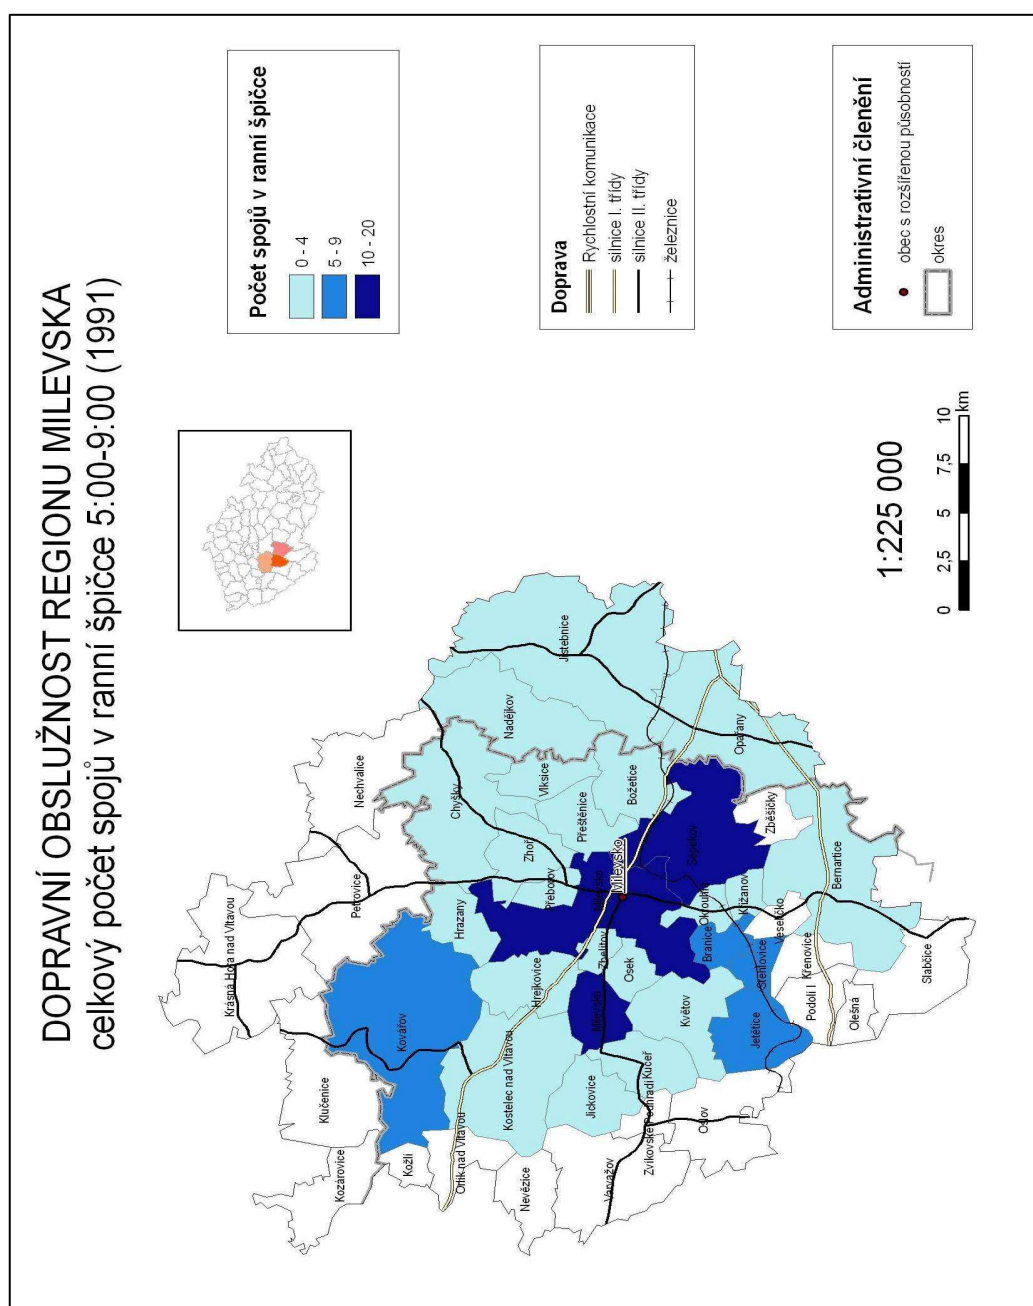 DOPRAVNÍ OBSLUŽNOST REGIONU MILEVSKA
celkový počet spojů v ranní špičce 5:00-9:00 (1991)
Počet spojů v ranní špičce
0 - 4
5 - 9
10 - 20
Doprava
Rychlostní komunikace
silnice I. třídy
silnice II. třídy
železnice
Administrativní členění
obec s rozšířenou působností
okres
1:225 000
0 2,5 5 7,5 10
km
Kozárovice
Klučenice
Krásná Hora nad Vltavou
Petrovice
Nechvalice
Kožlí
Kovářov
Hrazany
Chyšky
Nadějkov
Orlík nad Vltavou
Kostelec nad Vltavou
Hrejkovice
Přeborov
Zhoř
Vlksice
Jistebnice
Nevězice
Jickovice
Milevsko
Zbelítov
Milevsko
Přeštěnice
Božetice
Varvažov
Zvíkovské Podhradí
Kučeř
Květov
Osek
Milevsko
Sepekov
Opařany
Oslov
Jetětice
Stehlovice
Branice
Okrouhlá
Křižanov
Zběšičky
Veselíčko
Podolí I
Křenovice
Bernartice
Olešná
Slabčice